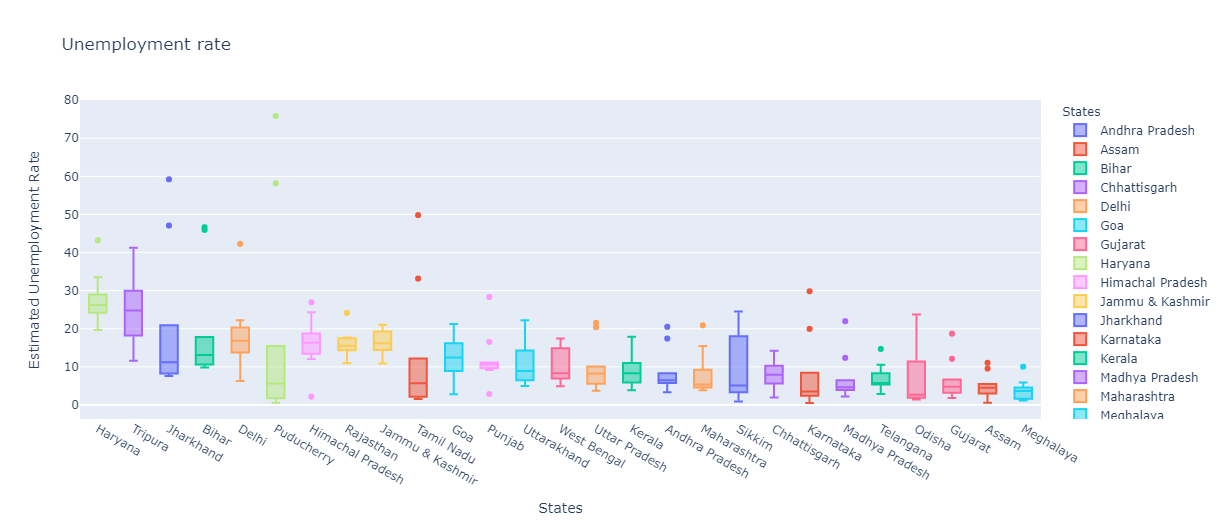 Unemployment rate
Estimated Unemployment Rate
80
70
60
50
40
30
20
10
0
Haryana
Tripura
Jharkhand
Bihar
Delhi
Puducherry
Himachal Pradesh
Rajasthan
Jammu & Kashmir
Tamil Nadu
Goa
Punjab
Uttarakhand
West Bengal
Uttar Pradesh
Kerala
Andhra Pradesh
Maharashtra
Sikkim
Chhattisgarh
Karnataka
Madhya Pradesh
Telangana
Odisha
Gujarat
Assam
Meghalaya
States
States
Andhra Pradesh
Assam
Bihar
Chhattisgarh
Delhi
Goa
Gujarat
Haryana
Himachal Pradesh
Jammu & Kashmir
Jharkhand
Karnataka
Kerala
Madhya Pradesh
Maharashtra
Meghalaya